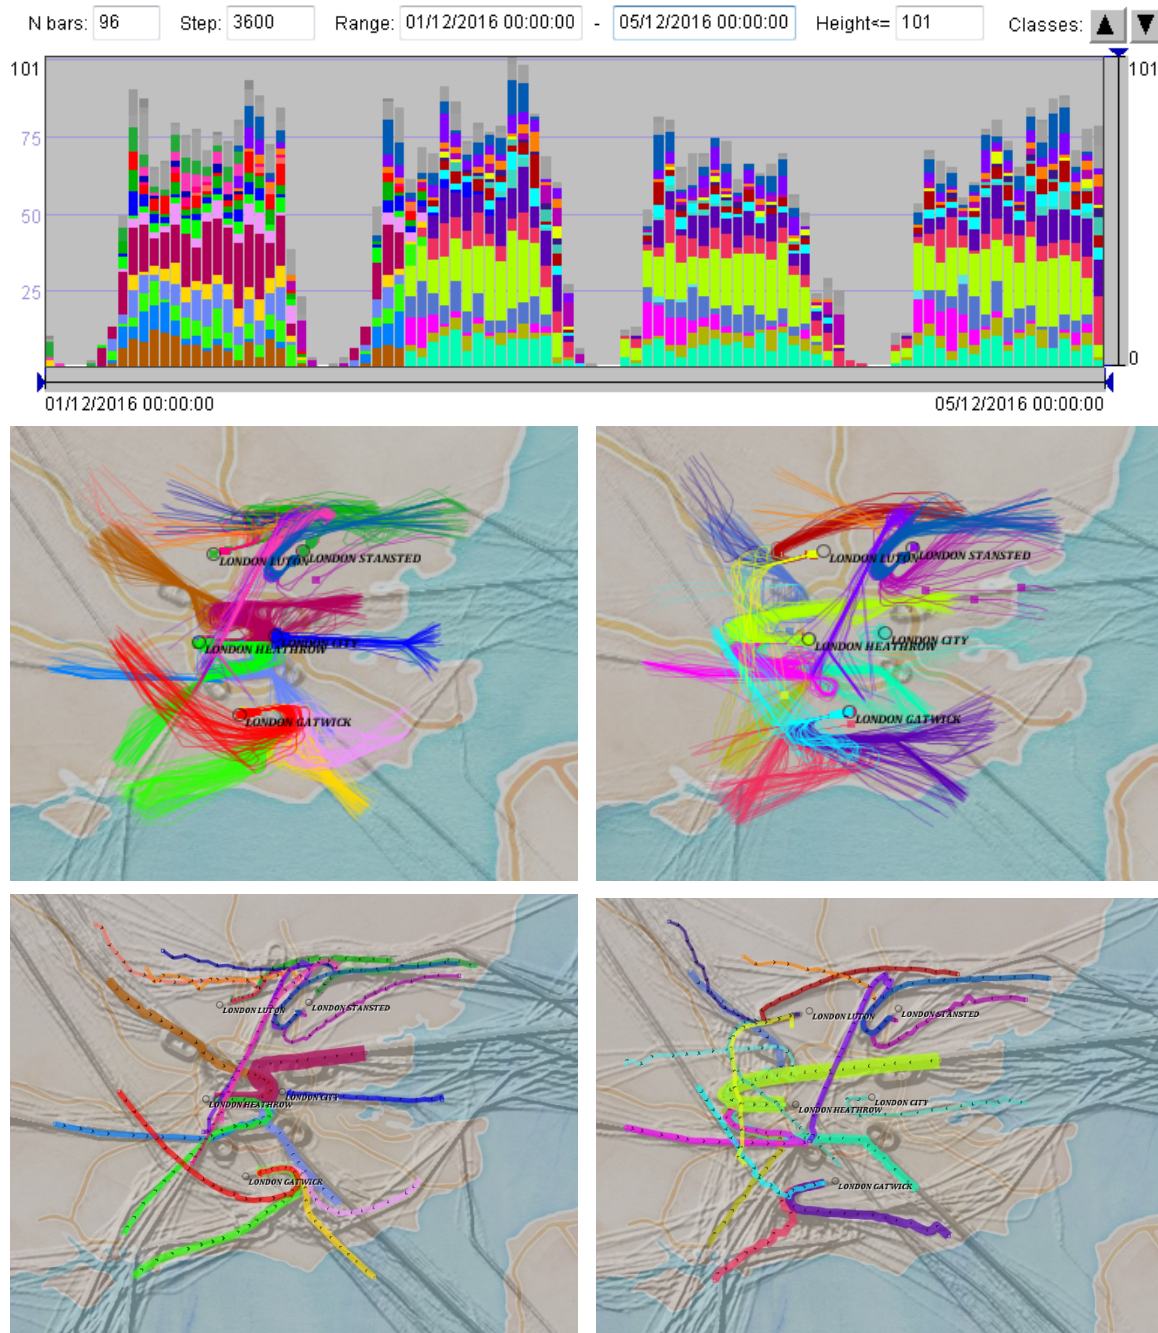 N bars: 96 Step: 3600 Range: 01/12/2016 00:00:00 - 05/12/2016 00:00:00 Height<= 101 Classes:
101 101
75
50
25
0
01/12/2016 00:00:00 05/12/2016 00:00:00
LONDON LUTON LONDON STANSTED
LONDON CITY
LONDON HEATHROW
LONDON GATWICK
LONDON LUTON LONDON STANSTED
LONDON CITY
LONDON HEATHROW
LONDON GATWICK
LONDON LUTON LONDON STANSTED
LONDON CITY
LONDON HEATHROW
LONDON GATWICK
LONDON LUTON LONDON STANSTED
LONDON CITY
LONDON HEATHROW
LONDON GATWICK